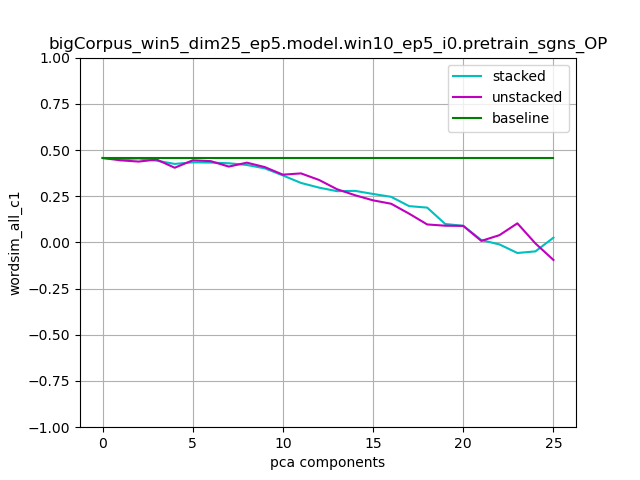 bigCorpus_win5_dim25_ep5.model.win10_ep5_i0.pretrain_sgns_OP
1.00
0.75
0.50
0.25
0.00
−0.25
−0.50
−0.75
−1.00
wordsim_all_c1
stacked
unstacked
baseline
0 5 10 15 20 25
pca components